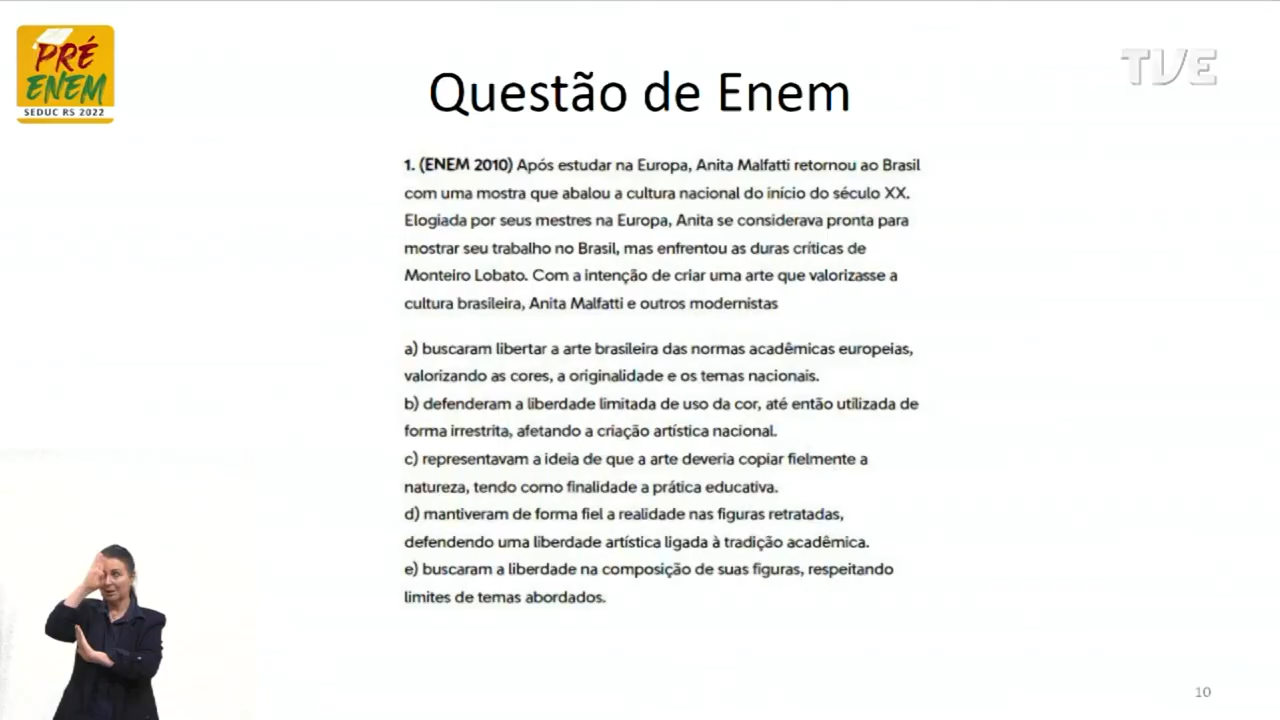 PRÉ
ENEM
SEDUC RS 2022
TVE
Questão de Enem
1. (ENEM 2010) Após estudar na Europa, Anita Malfatti retornou ao Brasil
com uma mostra que abalou a cultura nacional do início do século XX.
Elogiada por seus mestres na Europa, Anita se considerava pronta para
mostrar seu trabalho no Brasil, mas enfrentou as duras críticas de
Monteiro Lobato. Com a intenção de criar uma arte que valorizasse a
cultura brasileira, Anita Malfatti e outros modernistas
a) buscaram libertar a arte brasileira das normas acadêmicas europeias,
valorizando as cores, a originalidade e os temas nacionais.
b) defenderam a liberdade limitada de uso da cor, até então utilizada de
forma irrestrita, afetando a criação artística nacional.
c) representavam a ideia de que a arte deveria copiar fielmente a
natureza, tendo como finalidade a prática educativa.
d) mantiveram de forma fiel a realidade nas figuras retratadas,
defendendo uma liberdade artística ligada à tradição acadêmica.
e) buscaram a liberdade na composição de suas figuras, respeitando
limites de temas abordados.
10